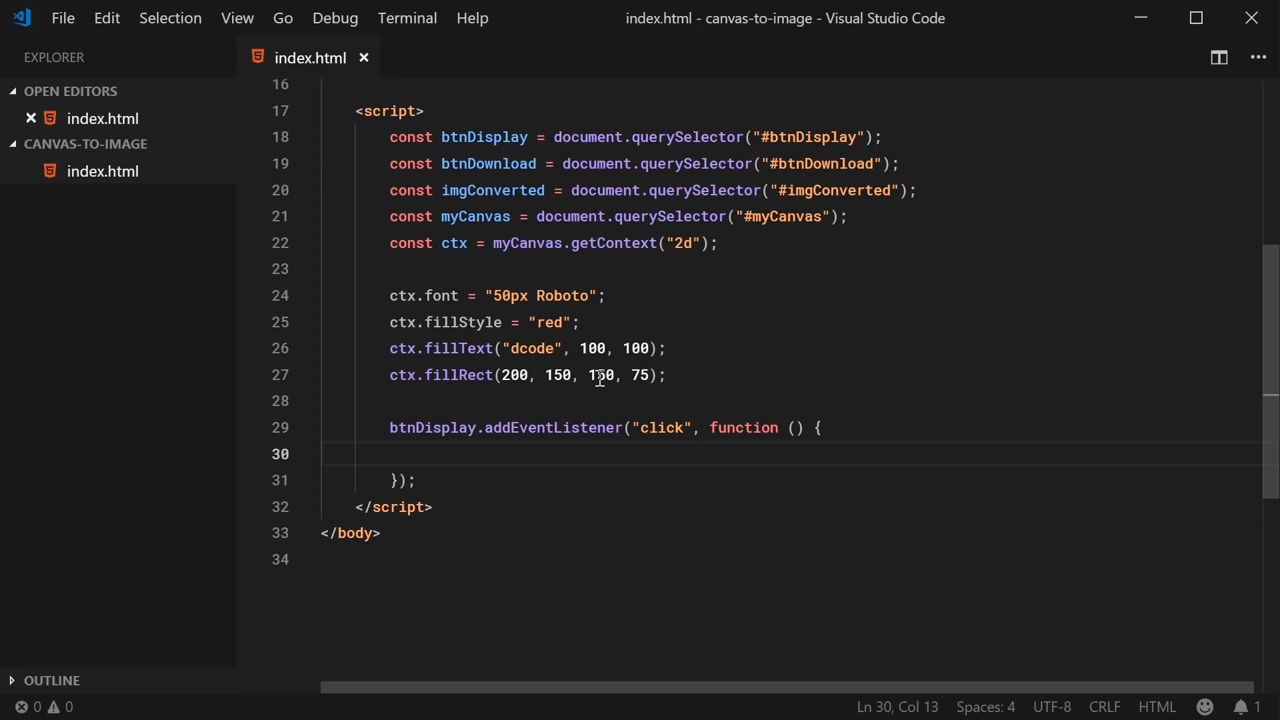 File Edit Selection View Go Debug Terminal Help
index.html - canvas-to-image - Visual Studio Code
EXPLORER
index.html
OPEN EDITORS
index.html
CANVAS-TO-IMAGE
index.html
16
17 <script>
18 const btnDisplay = document.querySelector("#btnDisplay");
19 const btnDownload = document.querySelector("#btnDownload");
20 const imgConverted = document.querySelector("#imgConverted");
21 const myCanvas = document.querySelector("#myCanvas");
22 const ctx = myCanvas.getContext("2d");
23
24 ctx.font = "50px Roboto";
25 ctx.fillStyle = "red";
26 ctx.fillText("dcode", 100, 100);
27 ctx.fillRect(200, 150, 150, 75);
28
29 btnDisplay.addEventListener("click", function () {
30
31 });
32 </script>
33 </body>
34
OUTLINE
0 0
Ln 30, Col 13 Spaces: 4 UTF-8 CRLF HTML 1